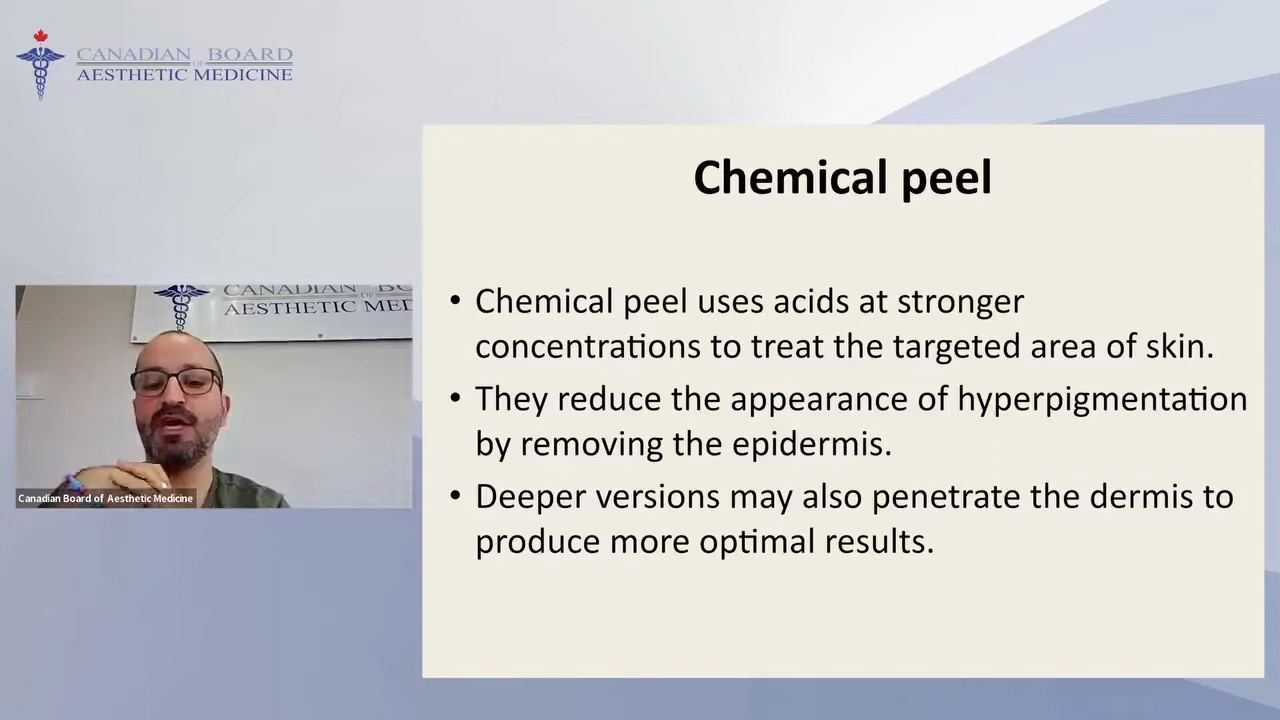 CANADIAN BOARD
OF
AESTHETIC MEDICINE
Chemical peel
• Chemical peel uses acids at stronger
concentrations to treat the targeted area of skin.
• They reduce the appearance of hyperpigmentation
by removing the epidermis.
• Deeper versions may also penetrate the dermis to
produce more optimal results.
CANADIAN BO
OF
AESTHETIC MED
Canadian Board of Aesthetic Medicine